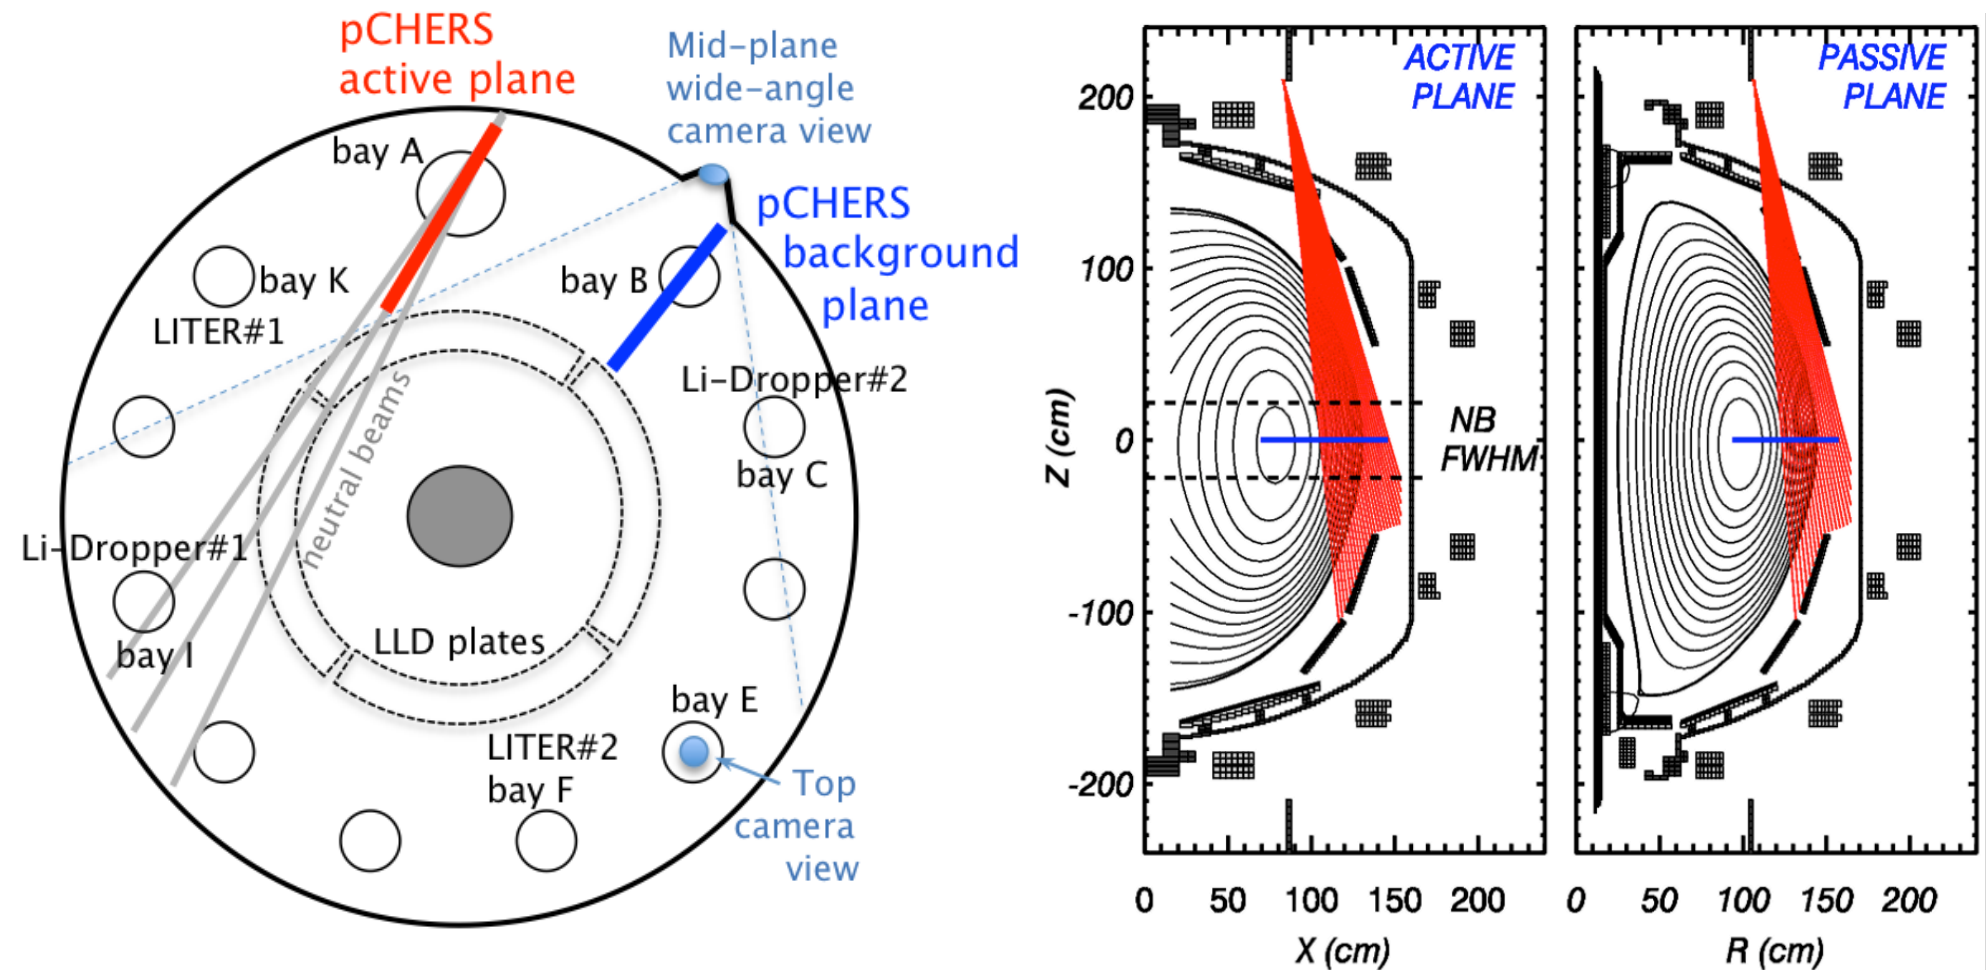 pCHERS
active plane
Mid-plane
wide-angle
camera view
bay A
pCHERS
background
plane
bay K
LITER#1
bay B
Li-Dropper#2
bay C
neutral beams
Li-Dropper#1
bay I
LLD plates
bay E
LITER#2
bay F
Top
camera
view
ACTIVE
PLANE
200
100
0
-100
-200
Z (cm)
NB
FWHM
0
50
100
150
200
X (cm)
PASSIVE
PLANE
0
50
100
150
200
R (cm)